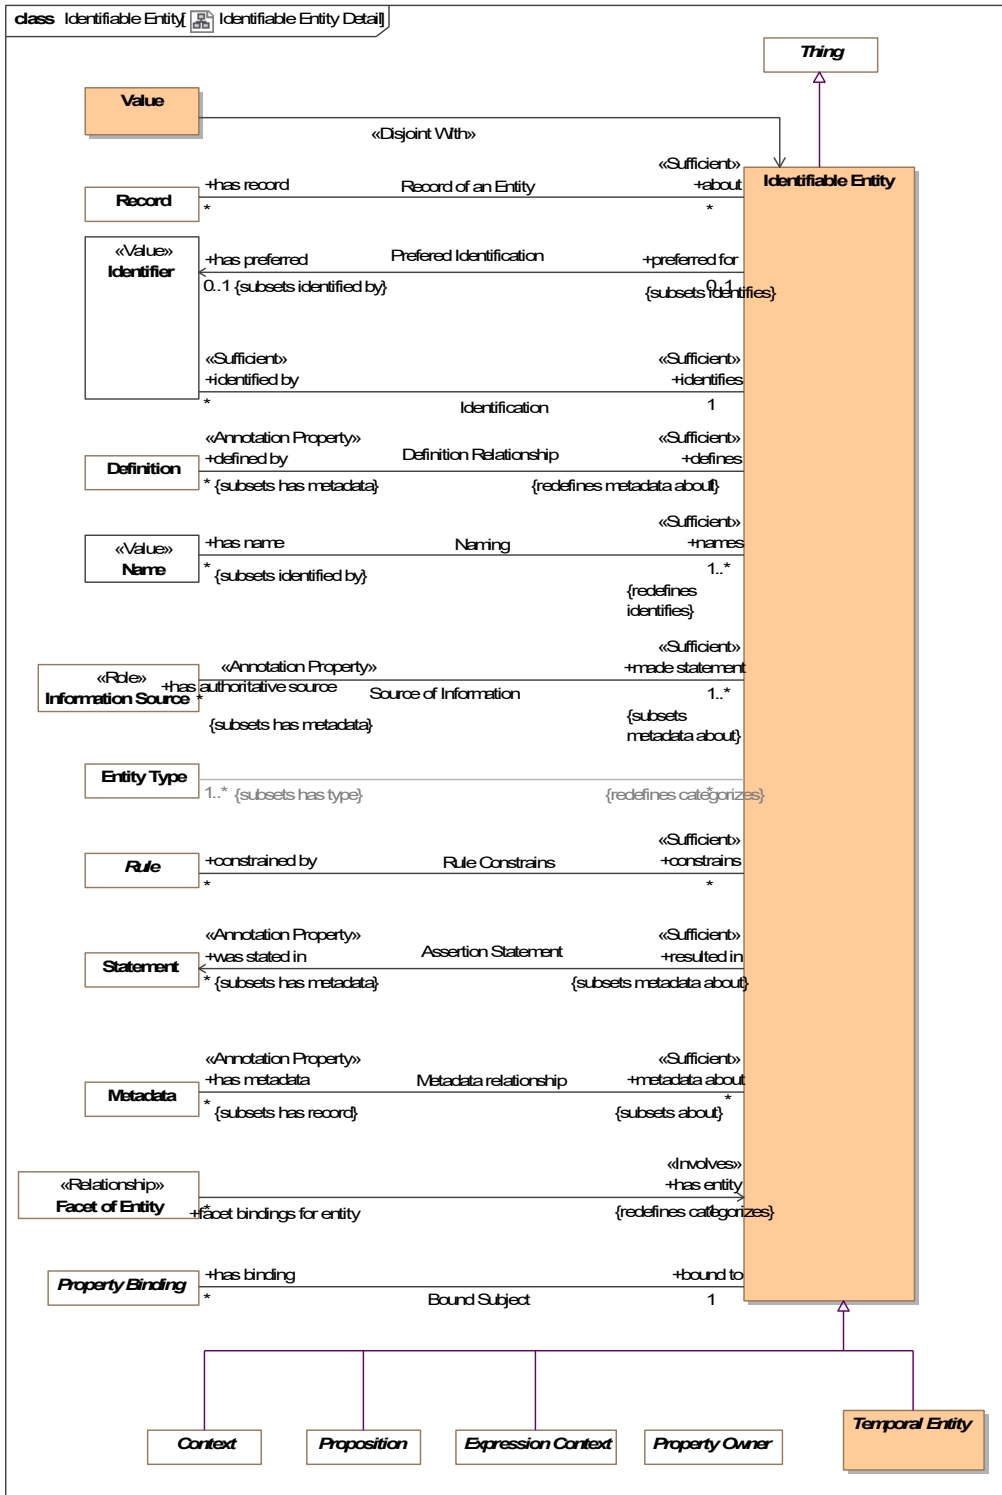 class Identifiable Entity[ Identifiable Entity Detail]
Thing
Value
«Disjoint With»
Identifiable Entity
«Sufficient»
+has record
Record of an Entity
+about
Record
*
*
«Value»
Identifier
+has preferred
Prefered Identification
+preferred for
0..1 {subsets identified by}
0..1
{subsets identifies}
«Sufficient»
«Sufficient»
+identified by
+identifies
*
Identification
1
«Annotation Property»
«Sufficient»
+defined by
Definition Relationship
+defines
Definition
* {subsets has metadata}
{redefines metadata about}
1
«Sufficient»
«Value»
Name
+has name
Naming
+names
* {subsets identified by}
1..*
{redefines
identifies}
«Sufficient»
«Role»
Information Source
«Annotation Property»
+made statement
+has authoritative source
*
Source of Information
1..*
{subsets has metadata}
{subsets
metadata about}
Entity Type
1..* {subsets has type}
{redefines categorizes}
*
«Sufficient»
Rule
+constrained by
Rule Constrains
+constrains
*
*
«Annotation Property»
«Sufficient»
+was stated in
Assertion Statement
+resulted in
Statement
* {subsets has metadata}
{subsets metadata about}
«Annotation Property»
«Sufficient»
+has metadata
Metadata relationship
+metadata about
Metadata
* {subsets has record}
*
{subsets about}
«Involves»
«Relationship»
Facet of Entity
+has entity
*
+facet bindings for entity
{redefines categorizes}
1
Property Binding
+has binding
+bound to
*
Bound Subject
1
Context
Proposition
Expression Context
Property Owner
Temporal Entity